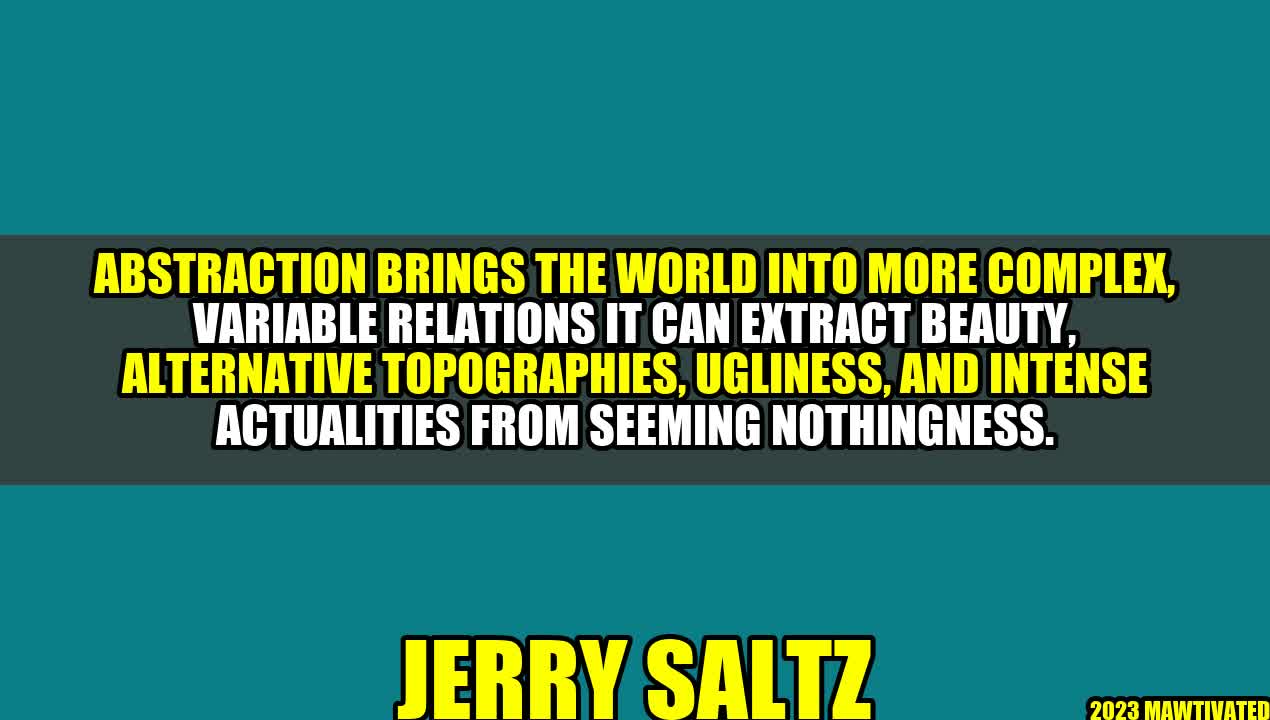 ABSTRACTION BRINGS THE WORLD INTO MORE COMPLEX,
VARIABLE RELATIONS IT CAN EXTRACT BEAUTY,
ALTERNATIVE TOPOGRAPHIES, UGLINESS, AND INTENSE
ACTUALITIES FROM SEEMING NOTHINGNESS.
JERRY SALTZ
2023 MAWTIVATED